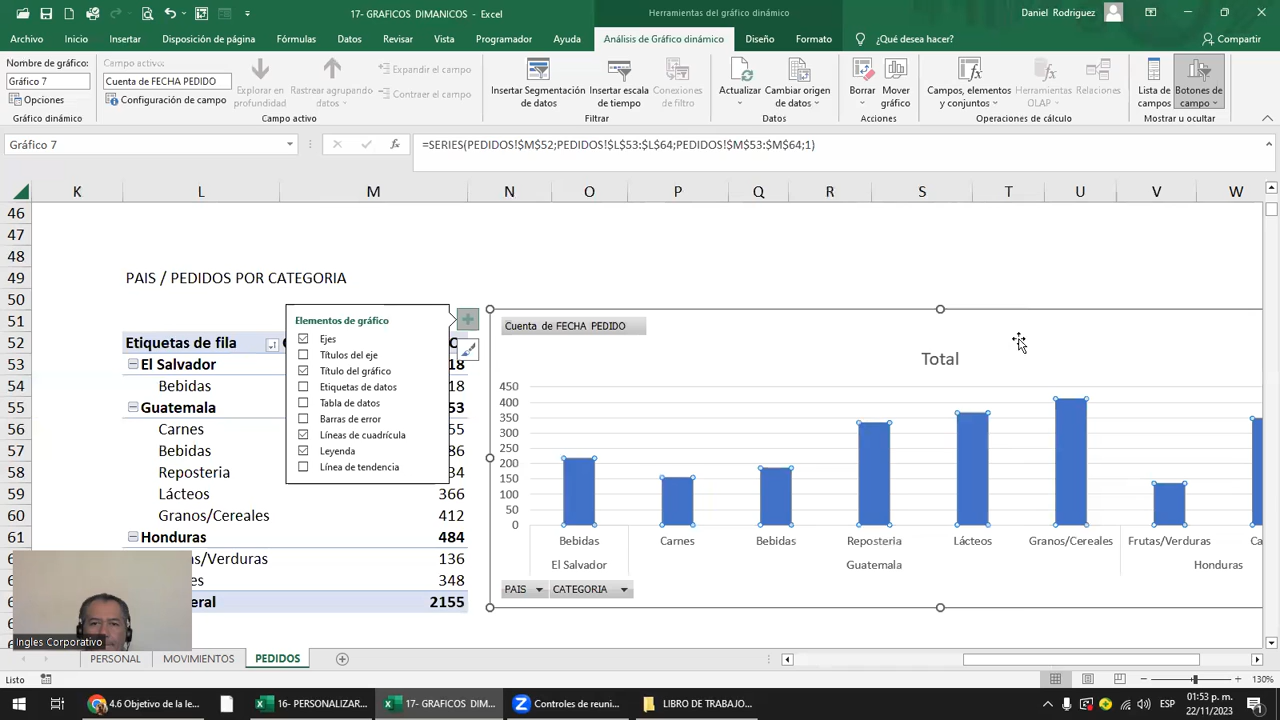 17- GRAFICOS DIMANICOS - Excel
Herramientas de gráfico dinámico
Daniel Rodriguez
Archivo Inicio Insertar Disposición de página Fórmulas Datos Revisar Vista Programador Ayuda Análisis de Gráfico dinámico Diseño Formato ¿Qué desea hacer? Compartir
Nombre de gráfico:
Gráfico 7
Opciones
Gráfico dinámico
Campo activo:
Cuenta de FECHA PEDIDO
Configuración de campo
Explorar en profundidad
Rastrear agrupando datos
Expandir el campo
Contraer el campo
Campo activo
Insertar Segmentación de datos
Insertar escala de tiempo
Conexiones de filtro
Filtrar
Actualizar
Cambiar origen de datos
Datos
Borrar
Mover gráfico
Acciones
Campos, elementos y conjuntos
Herramientas OLAP
Relaciones
Operaciones de cálculo
Lista de campos
Botones de campo
Mostrar u ocultar
Gráfico 7
fx
=SERIES(PEDIDOS!$M$52;PEDIDOS!$L$53:$L$64;PEDIDOS!$M$53:$M$64;1)
K L M N O P Q R S T U V W
46
47
48
49 PAIS / PEDIDOS POR CATEGORIA
50
51
52 Etiquetas de fila
53 El Salvador 18
54 Bebidas 18
55 Guatemala 53
56 Carnes 55
57 Bebidas 86
58 Reposteria 34
59 Lácteos 366
60 Granos/Cereales 412
61 Honduras 484
as/Verduras 136
es 348
eral 2155
Elementos de gráfico
Ejes
Títulos del eje
Título del gráfico
Etiquetas de datos
Tabla de datos
Barras de error
Líneas de cuadrícula
Leyenda
Línea de tendencia
Cuenta de FECHA PEDIDO
Total
450
400
350
300
250
200
150
100
50
0
Bebidas Carnes Bebidas Reposteria Lácteos Granos/Cereales Frutas/Verduras Ca
El Salvador Guatemala Honduras
PAIS CATEGORIA
Ingles Corporativo
PERSONAL MOVIMIENTOS PEDIDOS
Listo
130%
4.6 Objetivo de la le...
16- PERSONALIZAR...
17- GRAFICOS DIM...
Controles de reuni...
LIBRO DE TRABAJO...
ESP
01:53 p. m.
22/11/2023